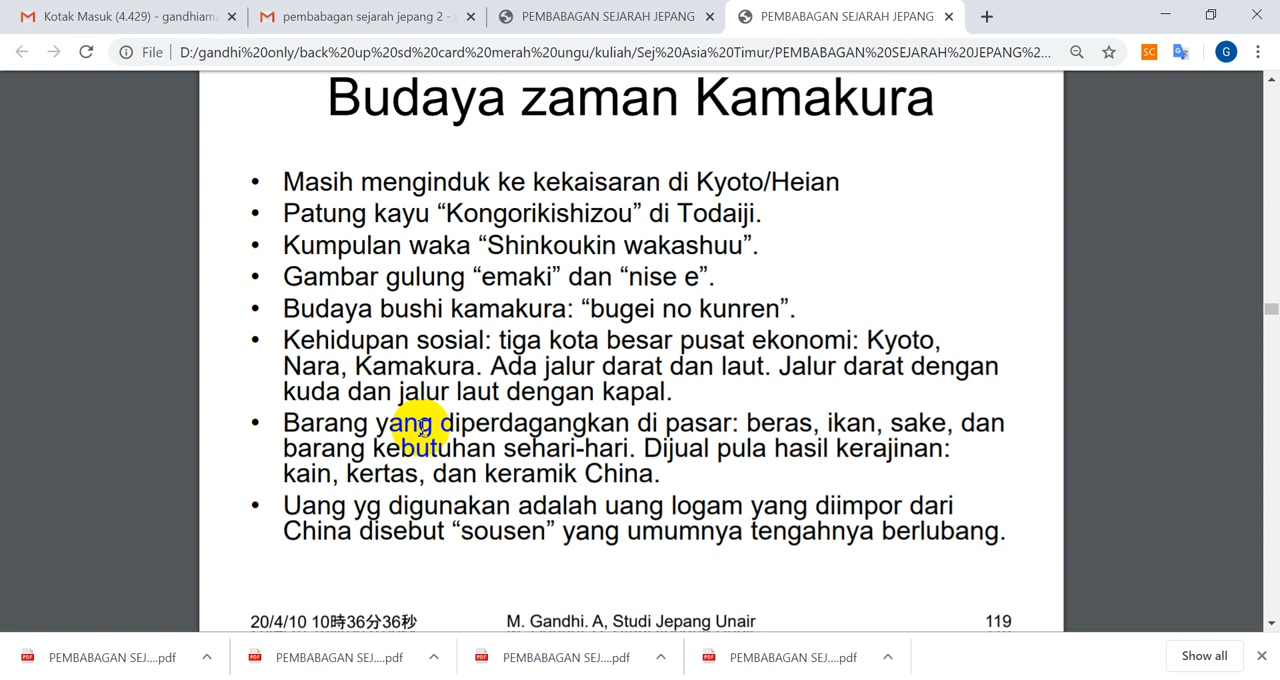 Kotak Masuk (4.429) - gandhiam
pembabagan sejarah jepang 2 -
PEMBABAGAN SEJARAH JEPANG
PEMBABAGAN SEJARAH JEPANG
File
D:/gandhi%20only/back%20up%20sd%20card%20merah%20ungu/kuliah/Sej%20Asia%20Timur/PEMBABAGAN%20SEJARAH%20JEPANG%2...
SC
G
Budaya zaman Kamakura
• Masih menginduk ke kekaisaran di Kyoto/Heian
• Patung kayu “Kongorikishizou” di Todaiji.
• Kumpulan waka “Shinkoukin wakashuu”.
• Gambar gulung “emaki” dan “nise e”.
• Budaya bushi kamakura: “bugei no kunren”.
• Kehidupan sosial: tiga kota besar pusat ekonomi: Kyoto,
Nara, Kamakura. Ada jalur darat dan laut. Jalur darat dengan
kuda dan jalur laut dengan kapal.
• Barang yang diperdagangkan di pasar: beras, ikan, sake, dan
barang kebutuhan sehari-hari. Dijual pula hasil kerajinan:
kain, kertas, dan keramik China.
• Uang yg digunakan adalah uang logam yang diimpor dari
China disebut “sousen” yang umumnya tengahnya berlubang.
20/4/10 10時36分36秒
M. Gandhi. A, Studi Jepang Unair
119
PEMBABAGAN SEJ....pdf
PEMBABAGAN SEJ....pdf
PEMBABAGAN SEJ....pdf
PEMBABAGAN SEJ....pdf
Show all